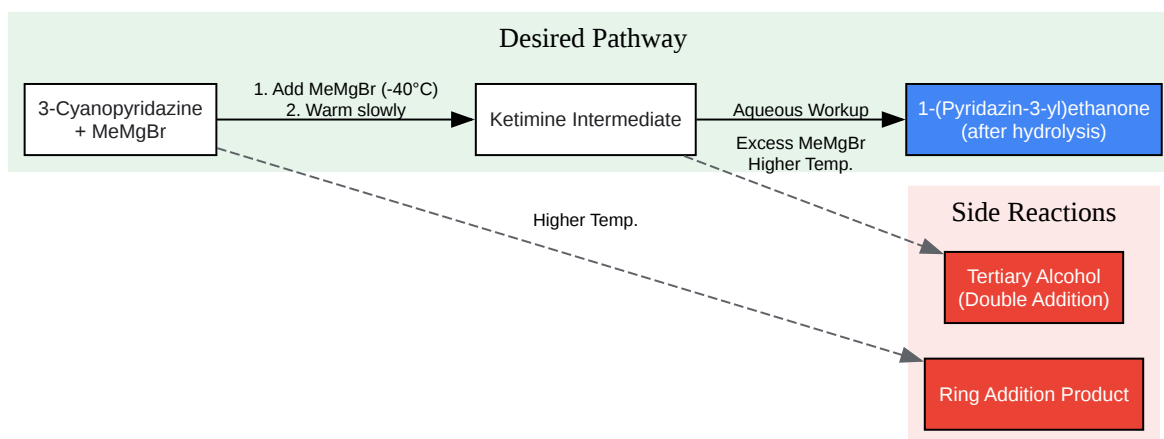 Desired Pathway
3-Cyanopyridazine
+ MeMgBr
1. Add MeMgBr (-40°C)
2. Warm slowly
Ketimine Intermediate
Aqueous Workup
1-(Pyridazin-3-yl)ethanone
(after hydrolysis)
Excess MeMgBr
Higher Temp.
Higher Temp.
Side Reactions
Tertiary Alcohol
(Double Addition)
Ring Addition Product